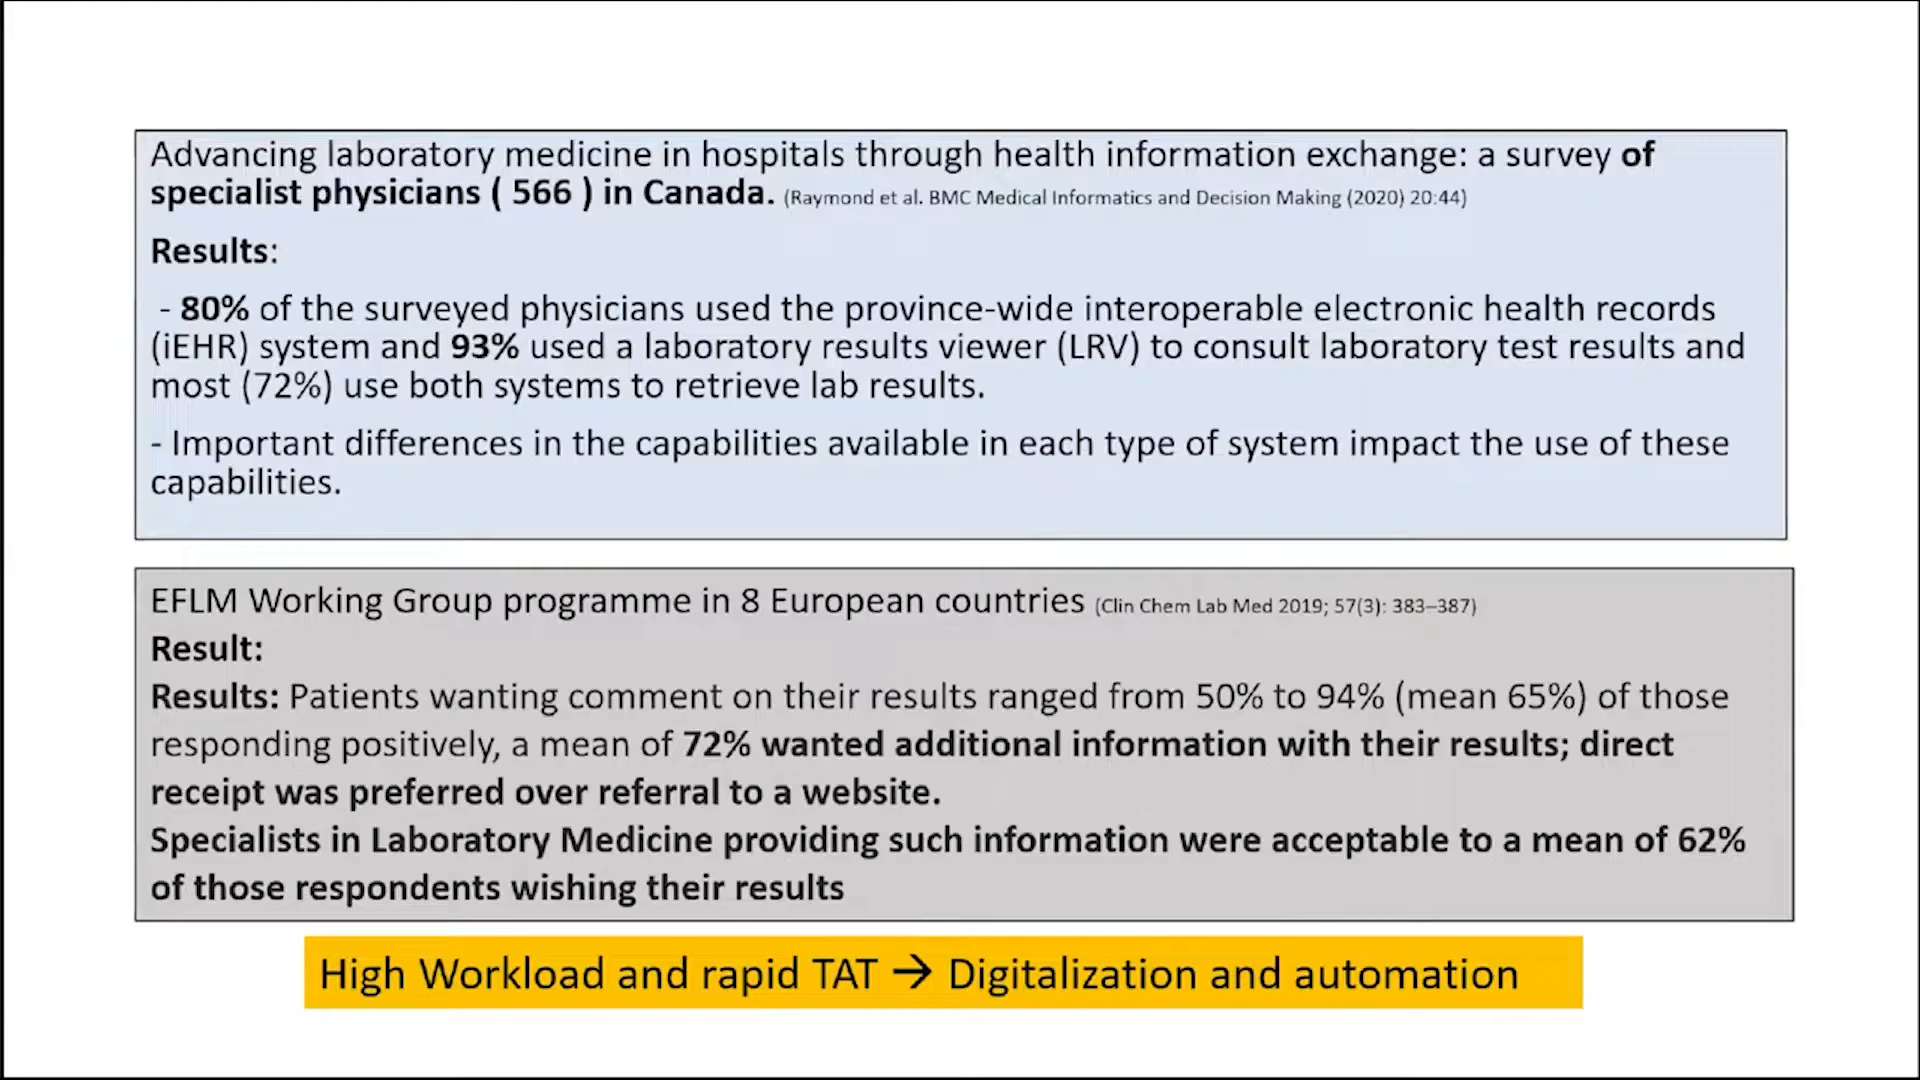 Advancing laboratory medicine in hospitals through health information exchange: a survey of
specialist physicians ( 566 ) in Canada. (Raymond et al. BMC Medical Informatics and Decision Making (2020) 20:44)
Results:
- 80% of the surveyed physicians used the province-wide interoperable electronic health records
(iEHR) system and 93% used a laboratory results viewer (LRV) to consult laboratory test results and
most (72%) use both systems to retrieve lab results.
- Important differences in the capabilities available in each type of system impact the use of these
capabilities.
EFLM Working Group programme in 8 European countries (Clin Chem Lab Med 2019; 57(3): 383–387)
Result:
Results: Patients wanting comment on their results ranged from 50% to 94% (mean 65%) of those
responding positively, a mean of 72% wanted additional information with their results; direct
receipt was preferred over referral to a website.
Specialists in Laboratory Medicine providing such information were acceptable to a mean of 62%
of those respondents wishing their results
High Workload and rapid TAT → Digitalization and automation